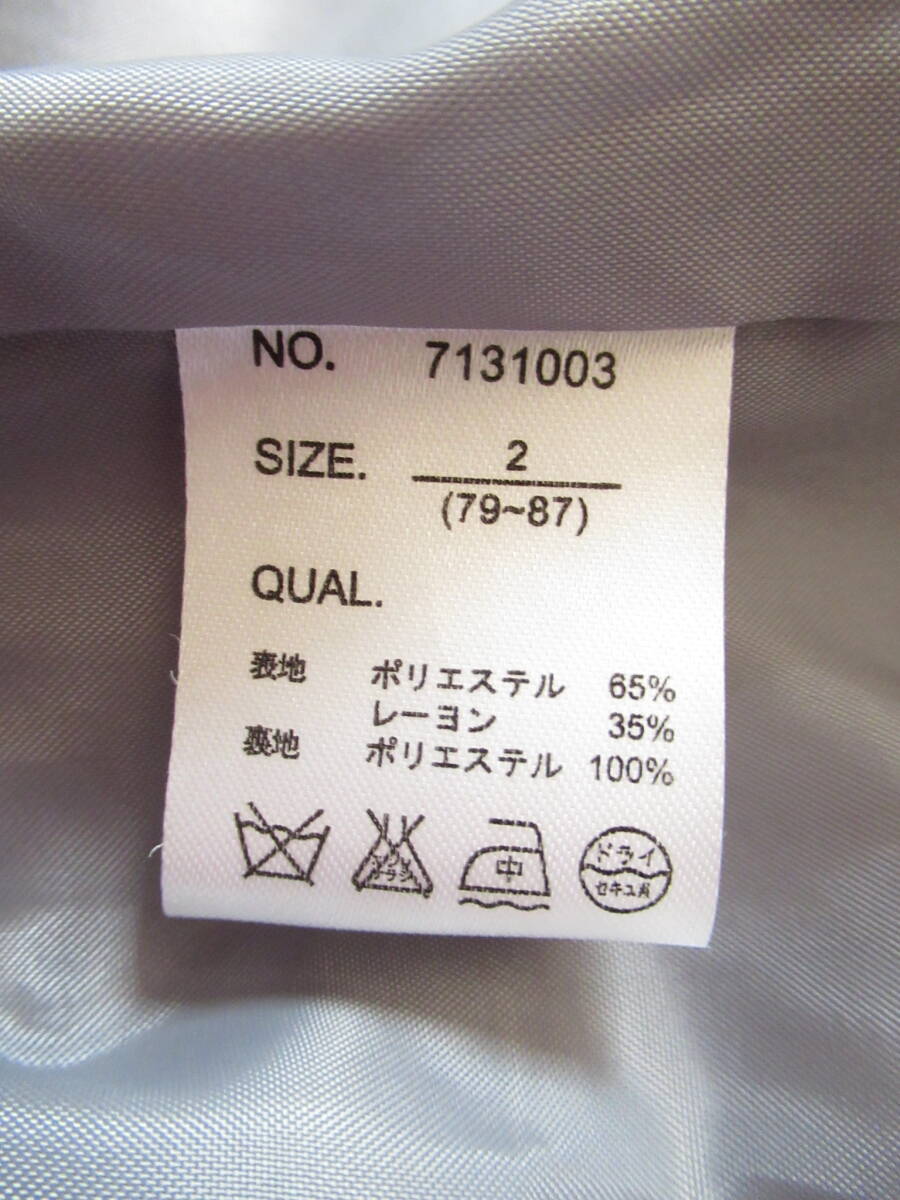 NO. 7131003
SIZE. 2
(79~87)
QUAL.
表地 ポリエステル 65%
レーヨン 35%
裏地 ポリエステル 100%
中 ドライ
セキユ系